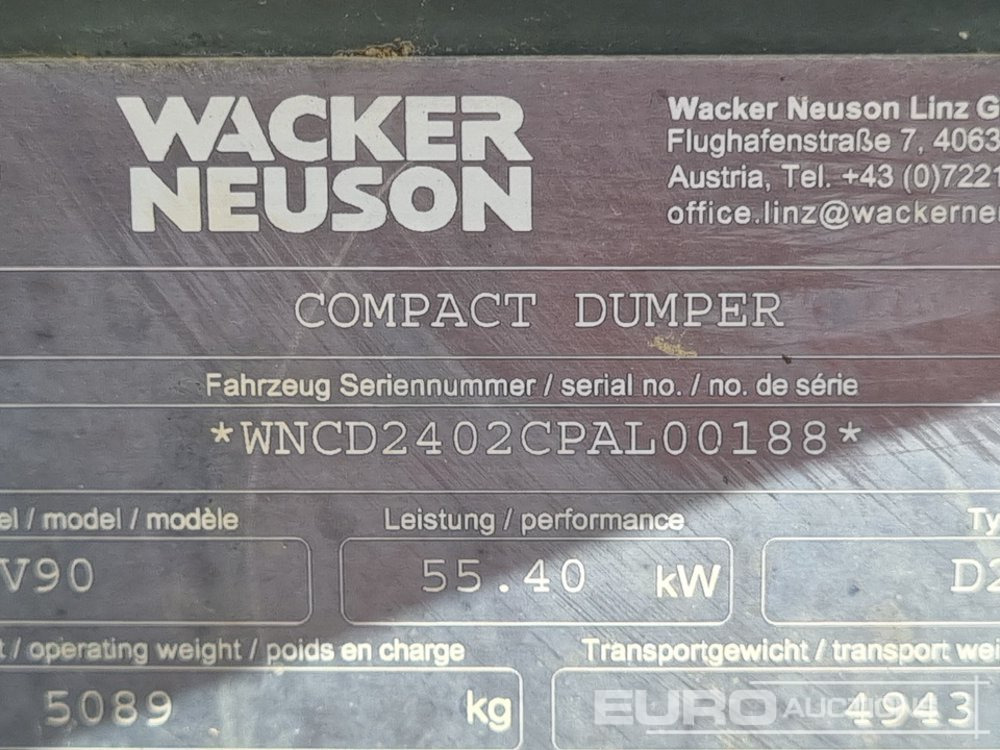 WACKER
NEUSON
Wacker Neuson Linz G
Flughafenstraße 7, 4063
Austria, Tel. +43 (0)7221
office.linz@wackerne
COMPACT DUMPER
Fahrzeug Seriennummer / serial no. / no. de série
*WNCD2402CPAL00188*
el / model / modèle
Leistung / performance
Ty
V90
55.40 kW
D2
t / operating weight / poids en charge
Transportgewicht / transport wei
5089 kg
4943
EURO AUCTIONS